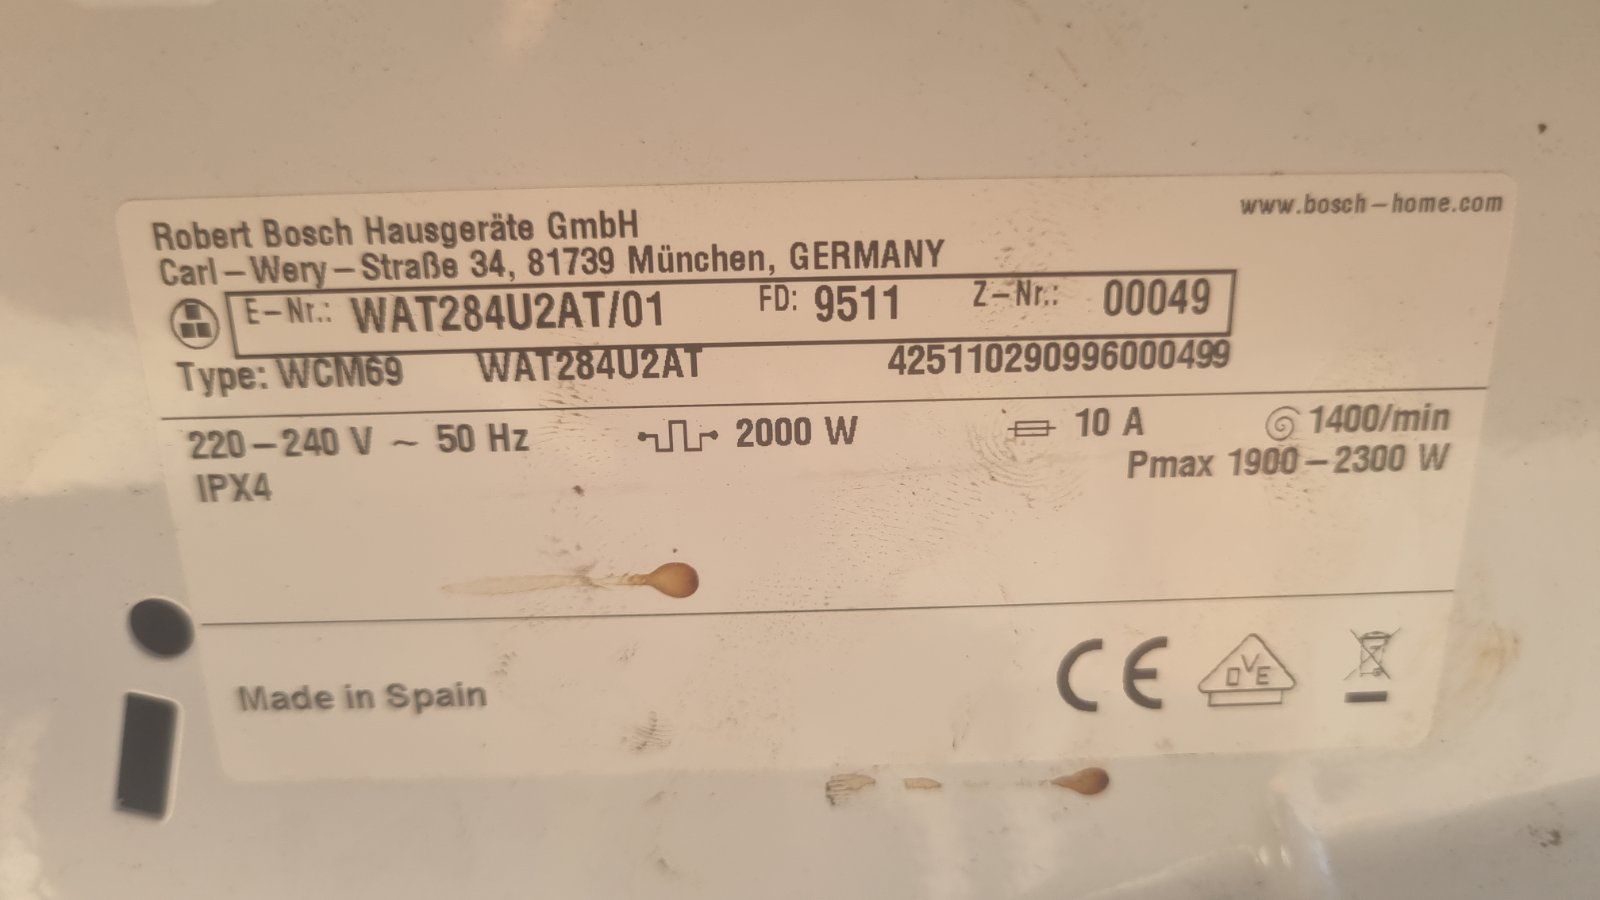 www.bosch-home.com
Robert Bosch Hausgeräte GmbH
Carl-Wery-Straße 34, 81739 München, GERMANY
E-Nr.: WAT284U2AT/01 FD: 9511 Z-Nr.: 00049
Type: WCM69 WAT284U2AT 425110290996000499
220-240 V ~ 50 Hz 2000 W 10 A 1400/min
IPX4 Pmax 1900-2300 W
Made in Spain CE OVE